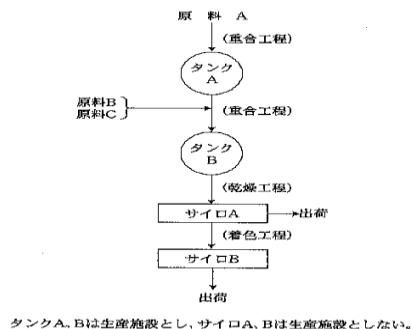 原料A
(重合工程)
タンク
A
原料B
原料C
(重合工程)
タンク
B
(乾燥工程)
サイロA
出荷
(着色工程)
サイロB
出荷
タンクA、Bは生産施設とし、サイロA、Bは生産施設としない。